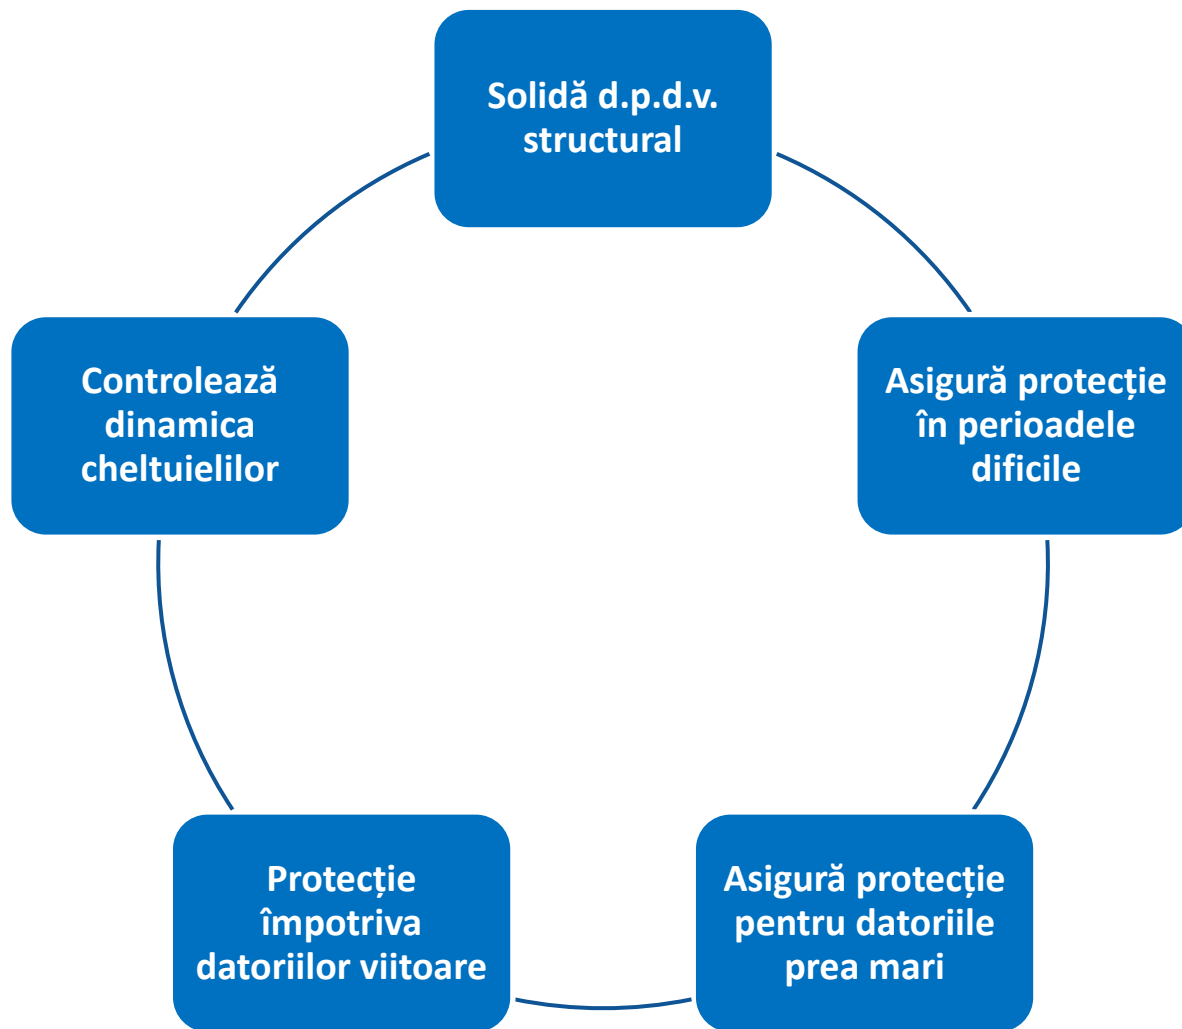 Solidă d.p.d.v.
structural
Asigură protecție
în perioadele
dificile
Asigură protecție
pentru datoriile
prea mari
Protecție
împotriva
datoriilor viitoare
Controlează
dinamica
cheltuielilor